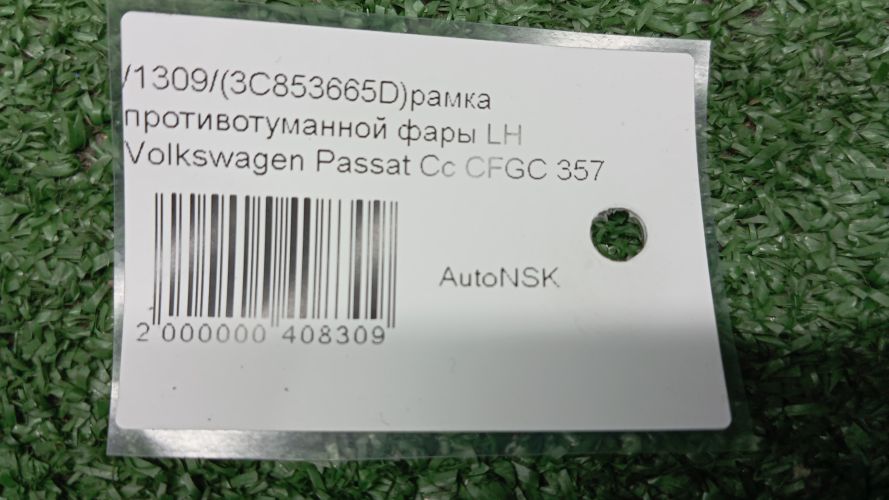 /1309/(3C853665D)рамка
противотуманной фары LH
Volkswagen Passat Cc CFGC 357
AutoNSK
2 000000 408309